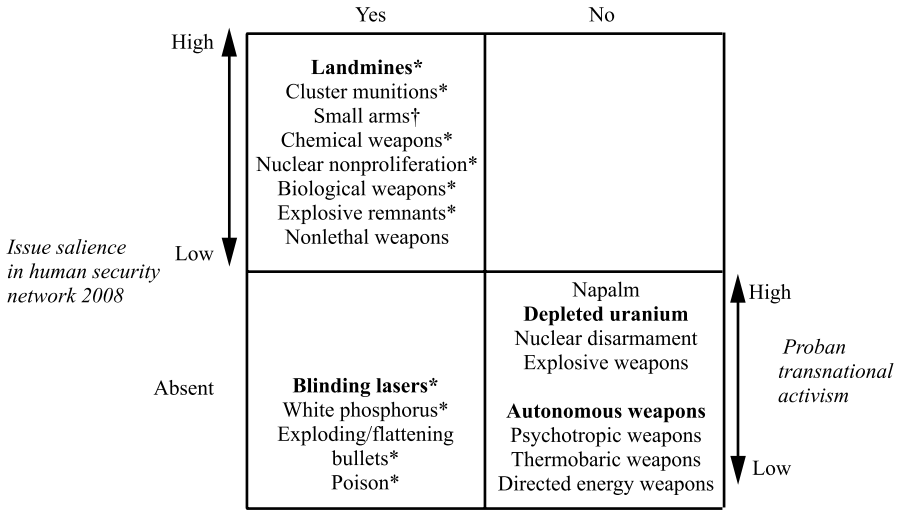 Yes
No
High
Landmines*
Cluster munitions*
Small arms†
Chemical weapons*
Nuclear nonproliferation*
Biological weapons*
Explosive remnants*
Nonlethal weapons
Low
Issue salience
in human security
network 2008
Absent
Blinding lasers*
White phosphorus*
Exploding/flattening
bullets*
Poison*
Napalm
Depleted uranium
Nuclear disarmament
Explosive weapons
Autonomous weapons
Psychotropic weapons
Thermobaric weapons
Directed energy weapons
High
Proban
transnational
activism
Low